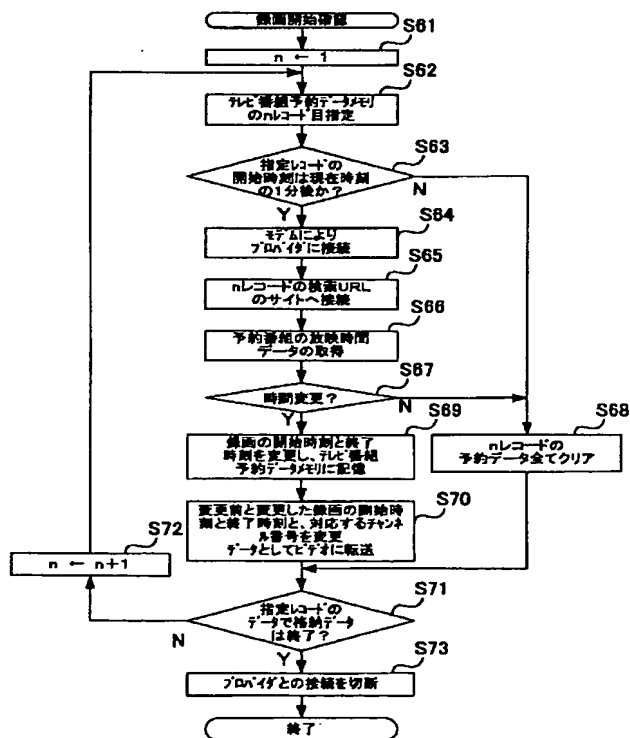 録画開始確認
S61
n ← 1
S62
テレビ番組予約データメモリ
のnレコード目指定
S63
指定レコードの
開始時刻は現在時刻
の1分後か?
N
Y
S64
モデムにより
プロバイダに接続
S65
nレコードの検索URL
のサイトへ接続
S66
予約番組の放映時間
データの取得
S67
時間変更?
N
Y
S69
録画の開始時刻と終了
時刻を変更し、テレビ番組
予約データメモリに記憶
S68
nレコードの
予約データ全てクリア
S70
変更前と変更した録画の開始時
刻と終了時刻と、対応するチャン
ネル番号を変更
データとしてビデオに転送
S72
n ← n+1
S71
指定レコードの
データで格納データ
は終了?
N
Y
S73
プロバイダとの接続を切断
終了